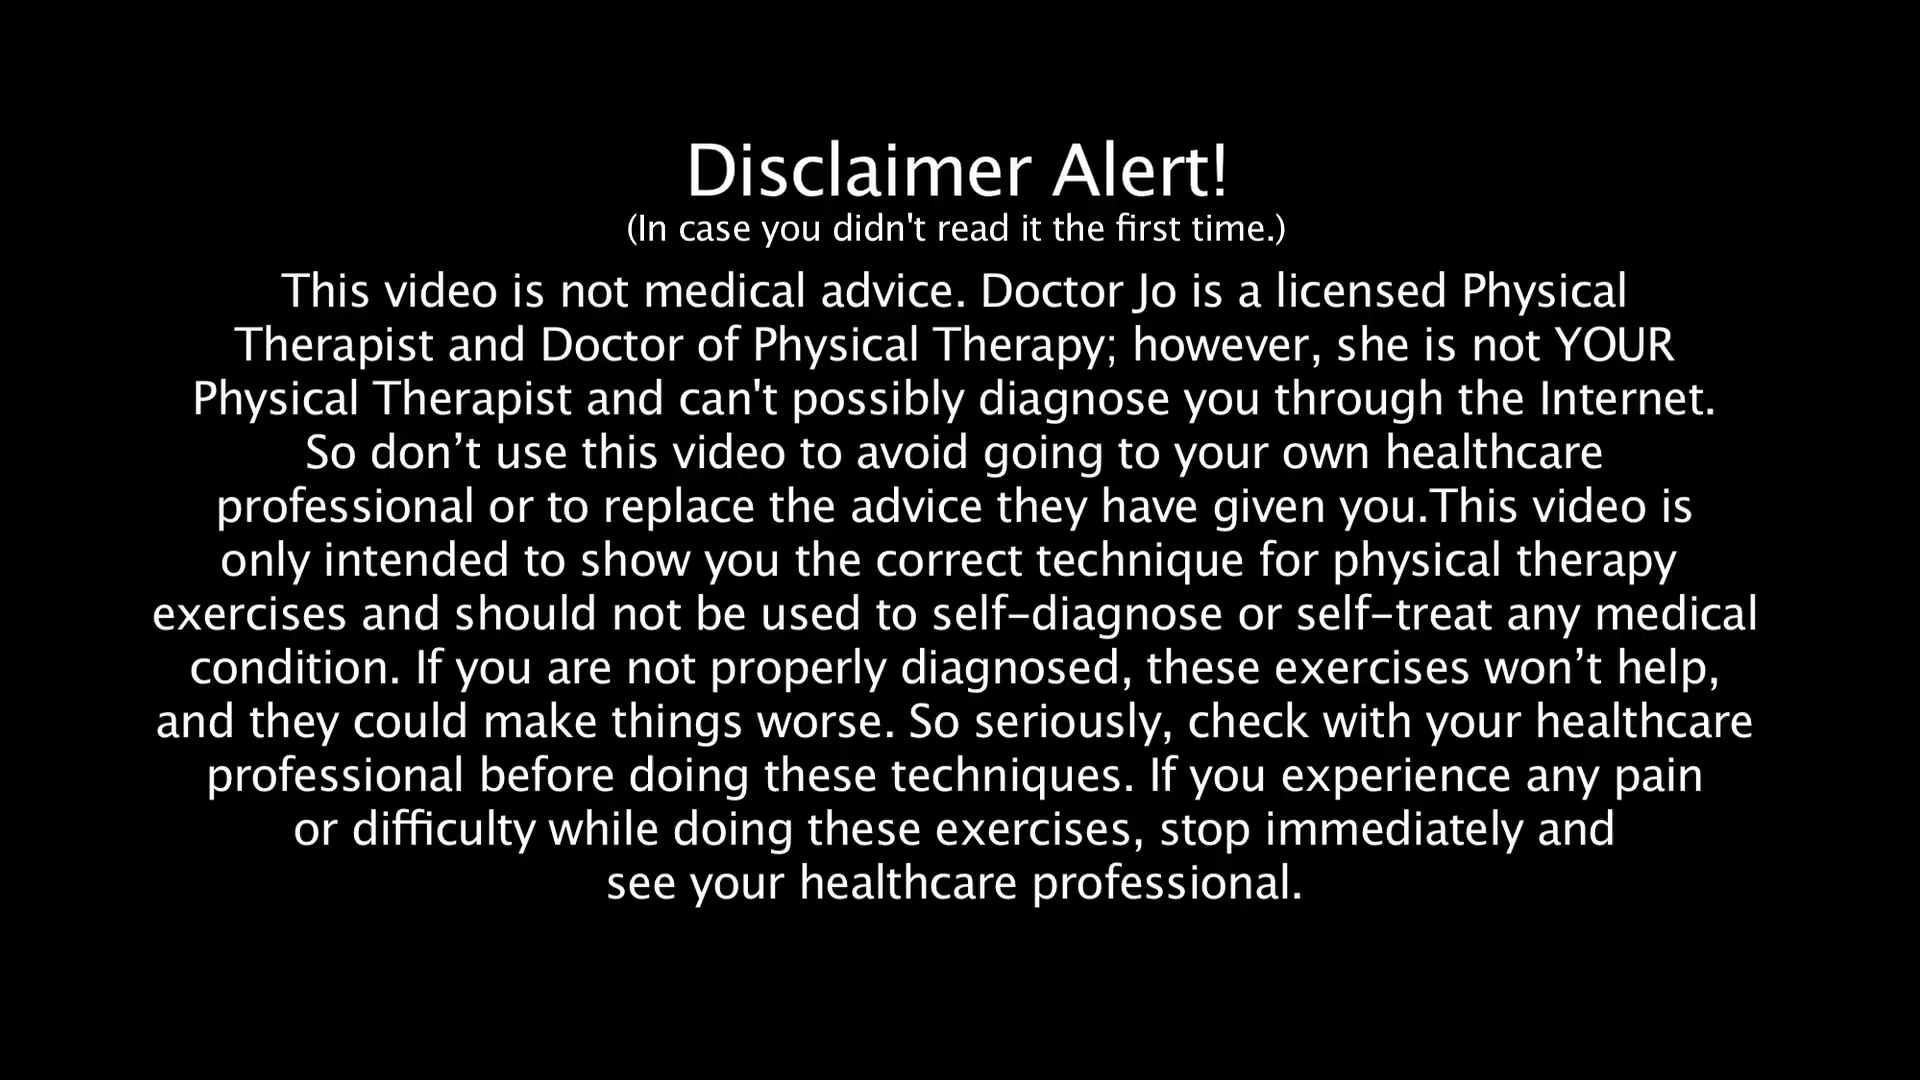 Disclaimer Alert!
(In case you didn't read it the first time.)
This video is not medical advice. Doctor Jo is a licensed Physical
Therapist and Doctor of Physical Therapy; however, she is not YOUR
Physical Therapist and can't possibly diagnose you through the Internet.
So don’t use this video to avoid going to your own healthcare
professional or to replace the advice they have given you.This video is
only intended to show you the correct technique for physical therapy
exercises and should not be used to self–diagnose or self–treat any medical
condition. If you are not properly diagnosed, these exercises won’t help,
and they could make things worse. So seriously, check with your healthcare
professional before doing these techniques. If you experience any pain
or difficulty while doing these exercises, stop immediately and
see your healthcare professional.